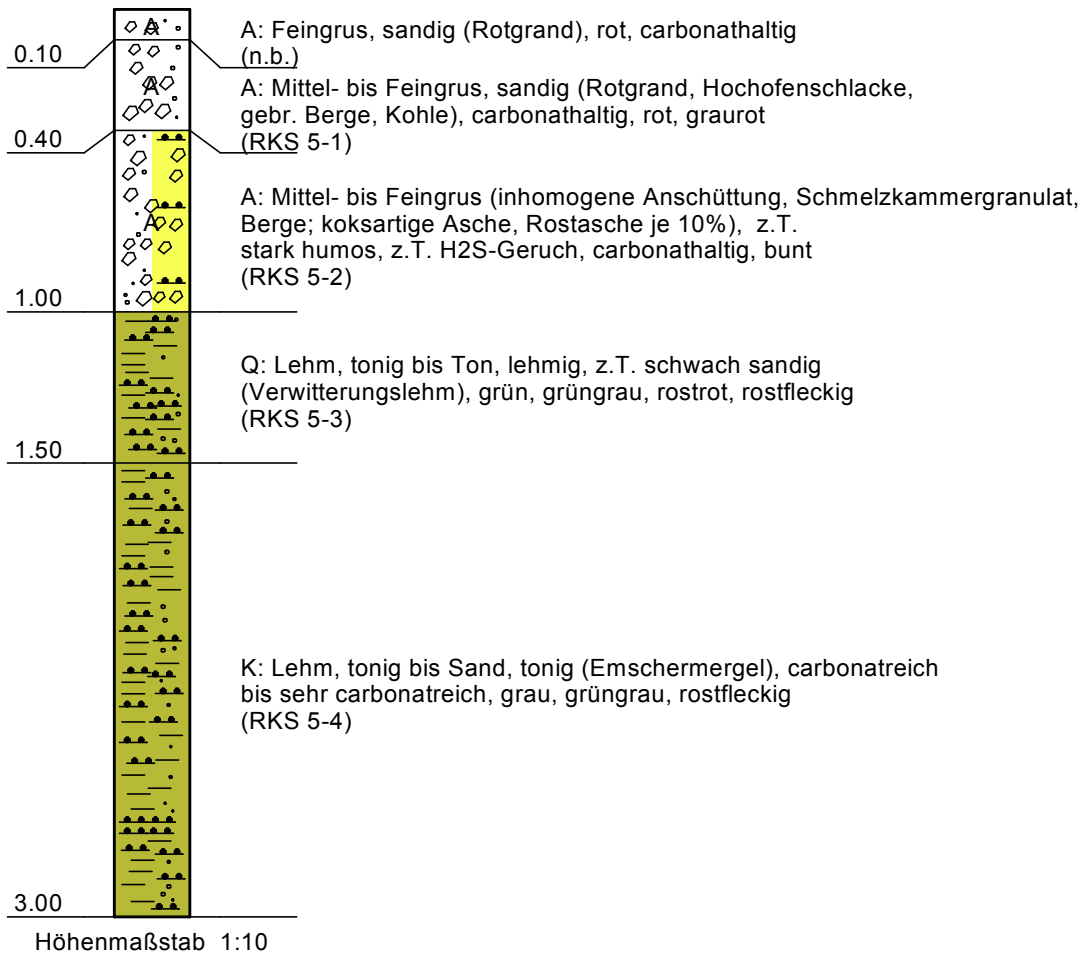 A: Feingrus, sandig (Rotgrand), rot, carbonathaltig
(n.b.)
0.10
A
A: Mittel- bis Feingrus, sandig (Rotgrand, Hochofenschlacke,
gebr. Berge, Kohle), carbonathaltig, rot, graurot
(RKS 5-1)
0.40
A
A: Mittel- bis Feingrus (inhomogene Anschüttung, Schmelzkammergranulat,
Berge; koksartige Asche, Rostasche je 10%), z.T.
stark humos, z.T. H2S-Geruch, carbonathaltig, bunt
(RKS 5-2)
1.00
A
Q: Lehm, tonig bis Ton, lehmig, z.T. schwach sandig
(Verwitterungslehm), grün, grüngrau, rostrot, rostfleckig
(RKS 5-3)
1.50
K: Lehm, tonig bis Sand, tonig (Emschermergel), carbonatreich
bis sehr carbonatreich, grau, grüngrau, rostfleckig
(RKS 5-4)
3.00
Höhenmaßstab 1:10